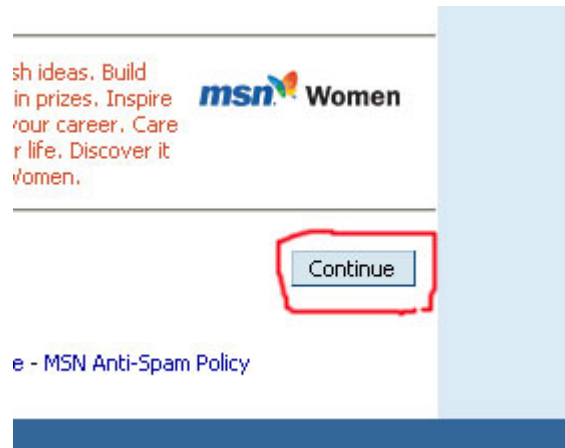 sh ideas. Build
in prizes. Inspire
your career. Care
r life. Discover it
Women.
msn Women
Continue
e - MSN Anti-Spam Policy